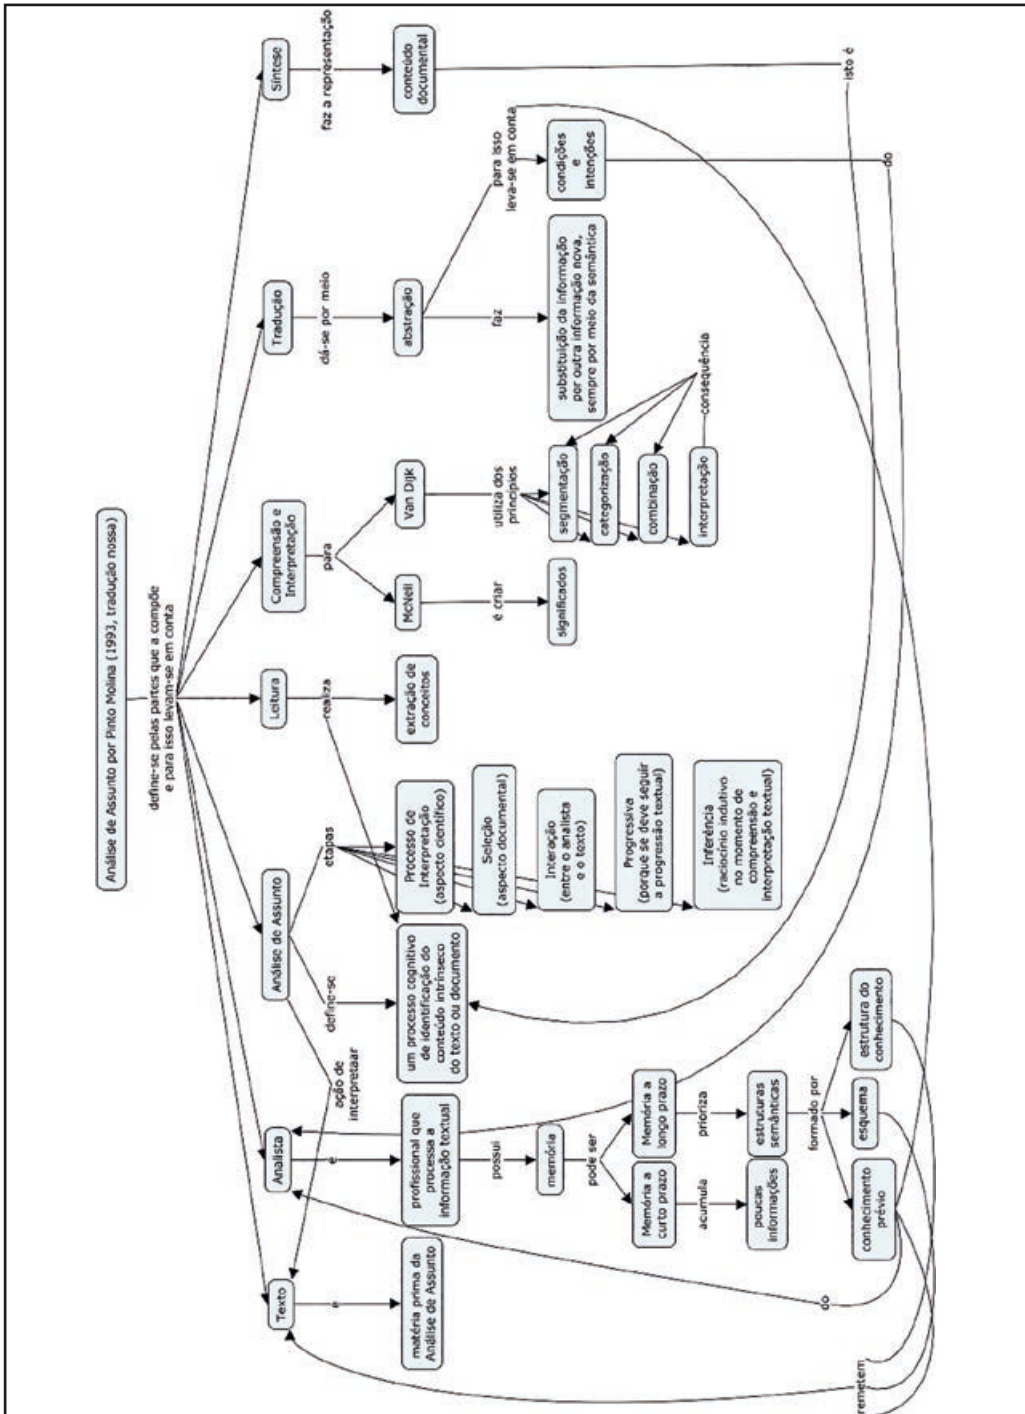 Análise de Assunto por Pinto Molina (1993, tradução nossa)
define-se pelas partes que a compõe
e para isso levam-se em conta
Texto
é
matéria prima da
Análise de Assunto
Analista
é
profissional que
processa a
informação textual
possui
memória
pode ser
Memória a
curto prazo
acumula
poucas
informações
Memória a
longo prazo
prioriza
estruturas
semânticas
formado por
conhecimento
prévio
esquema
estrutura do
conhecimento
remetem
do
ação de
interpretaar
Análise de Assunto
define-se
um processo cognitivo
de identificação do
conteúdo intrínseco
do texto ou documento
etapas
Processo de
Interpretação
(aspecto científico)
Seleção
(aspecto documental)
Interação
(entre o analista
e o texto)
Progressiva
(porque se deve seguir
a progressão textual)
Inferência
(raciocínio indutivo
no momento de
compreensão e
interpretação textual)
Leitura
realiza
extração de
conceitos
Compreensão e
Interpretação
para
McNeil
é criar
significados
Van Dijk
utiliza dos
princípios
segmentação
categorização
combinação
interpretação
consequência
Tradução
dá-se por meio
abstração
faz
substituição da informação
por outra informação nova,
sempre por meio da semântica
para isso
leva-se em conta
condições
e
intenções
do
Síntese
faz a representação
conteúdo
documental
isto é